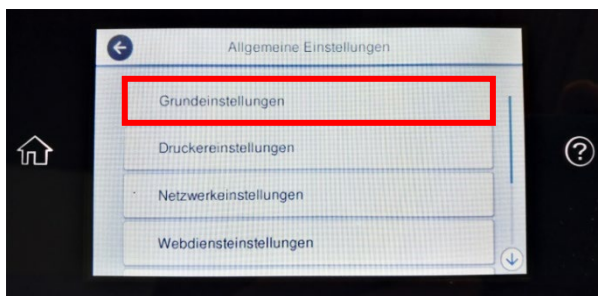 Allgemeine Einstellungen
Grundeinstellungen
Druckereinstellungen
Netzwerkeinstellungen
Webdiensteinstellungen